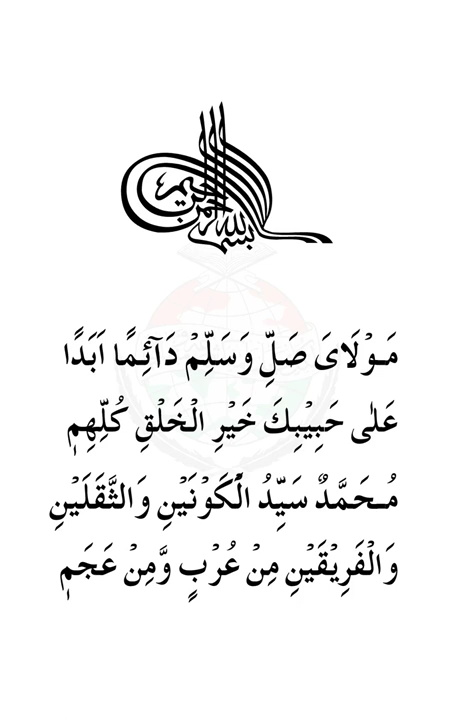 بسم الله الرحمن الرحيم
مَوْلَایَ صَلِّ وَسَلِّمْ دَآئِمًا اَبَدًا
عَلٰى حَبِيْبِكَ خَيْرِ الْخَلْقِ كُلِّهِمٖ
مُحَمَّدٌ سَيِّدُ الْكَوْنَيْنِ وَالثَّقَلَيْنِ
وَالْفَرِيْقَيْنِ مِنْ عُرْبٍ وَّمِنْ عَجَمٖ